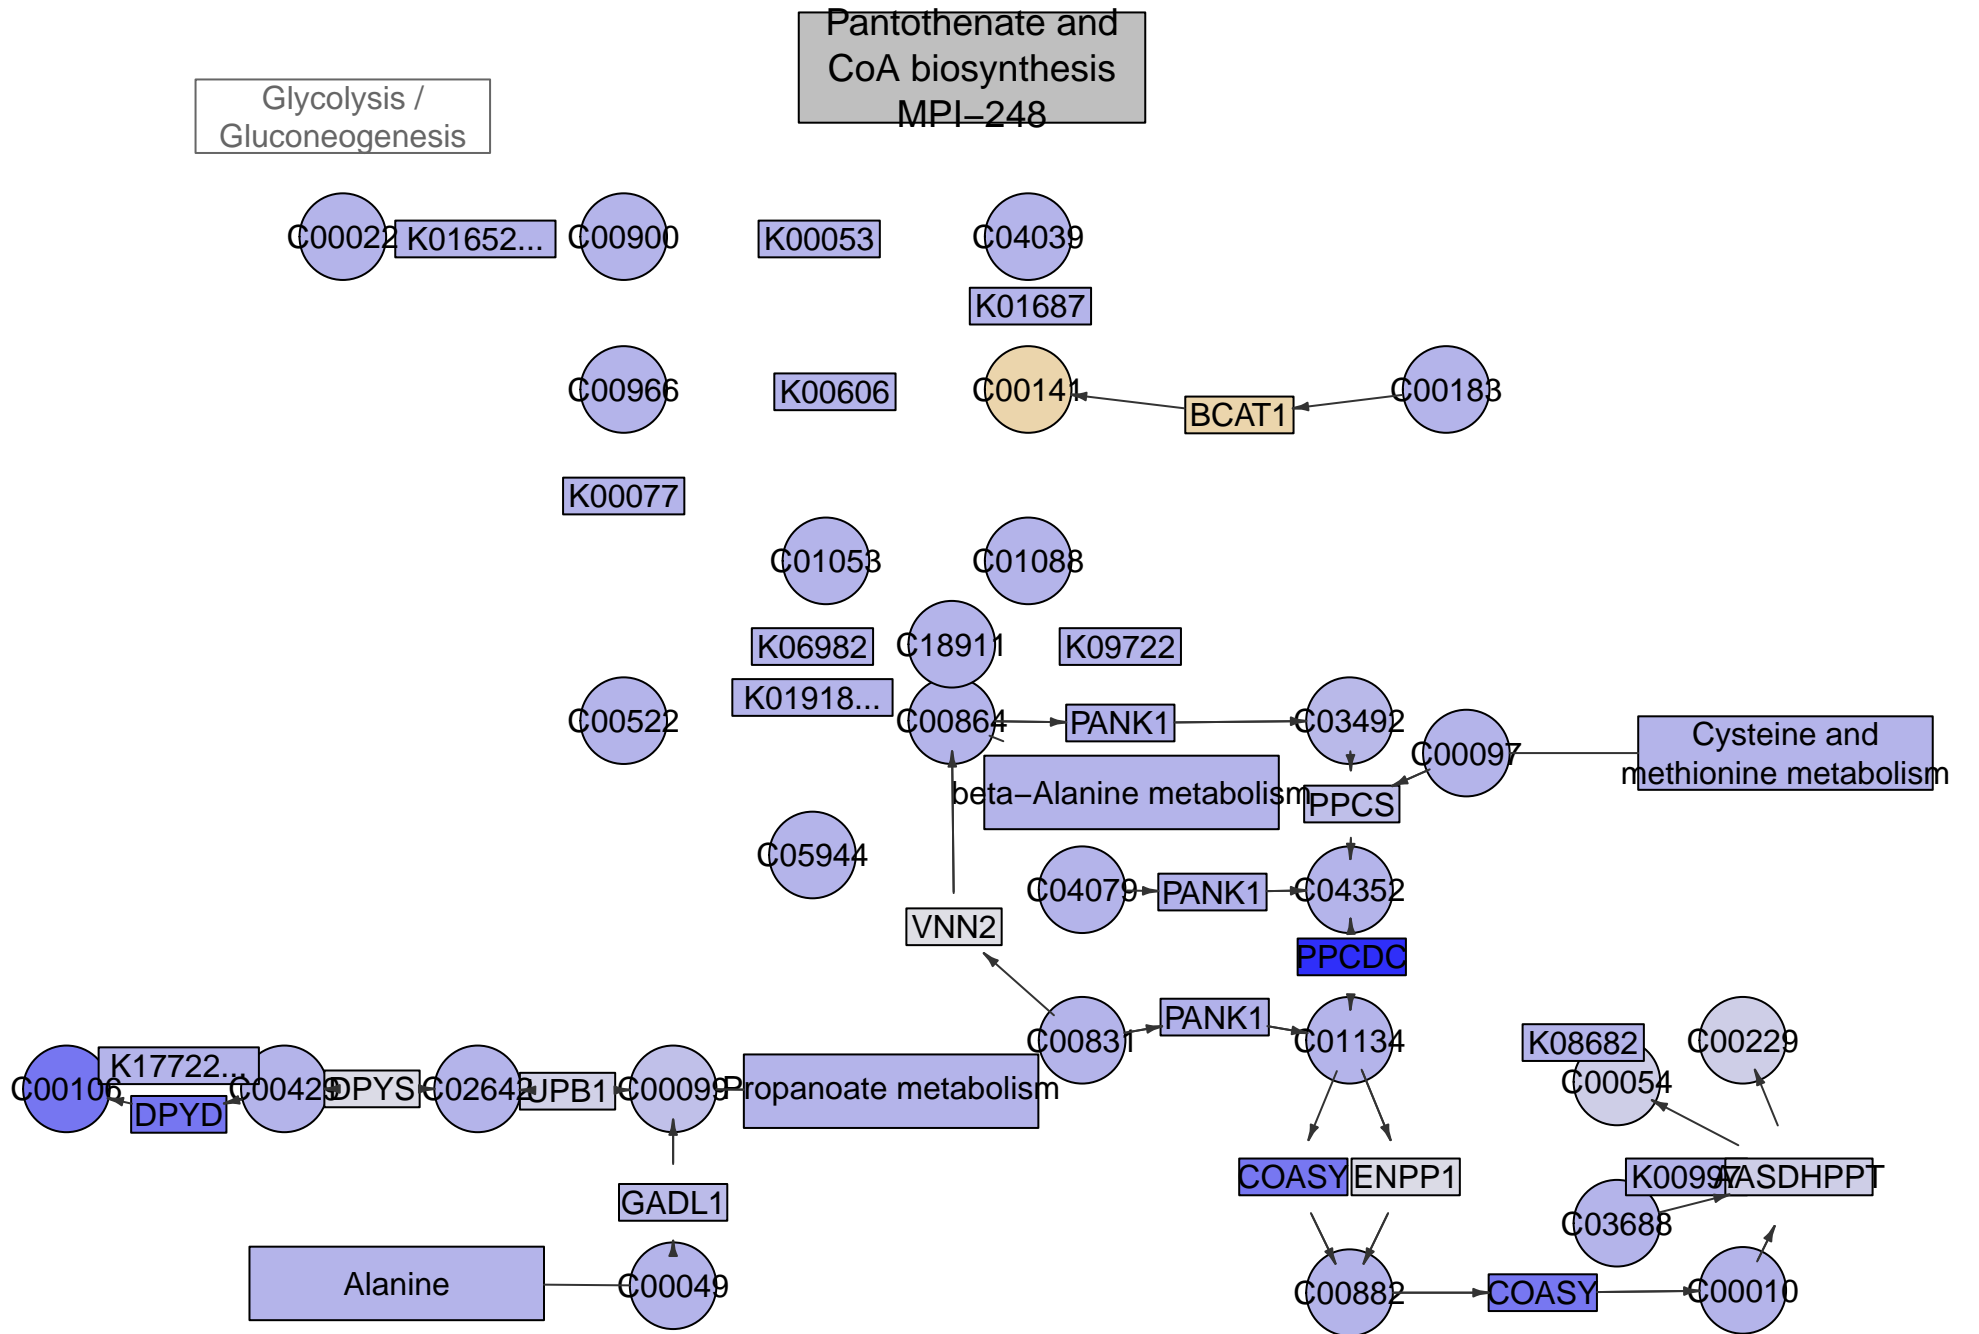 Pantothenate and
CoA biosynthesis
MPI−248
Glycolysis /
Gluconeogenesis
C00022
K01652...
C00900
K00053
C04039
K01687
C00966
K00606
C00141
BCAT1
C00183
K00077
C01053
C01088
K06982
C18911
K09722
K01918...
C00522
C00864
PANK1
C03492
C00097
Cysteine and
methionine metabolism
beta−Alanine metabolism
PPCS
C05944
C04079
PANK1
C04352
VNN2
PPCDC
C00831
PANK1
C01134
K08682
C00229
C00054
C00106
K17722...
DPYD
C00429
DPYS
C02642
UPB1
C00099
Propanoate metabolism
COASY
ENPP1
K00997
AASDHPPT
GADL1
C03688
Alanine
C00049
C00882
COASY
C00010